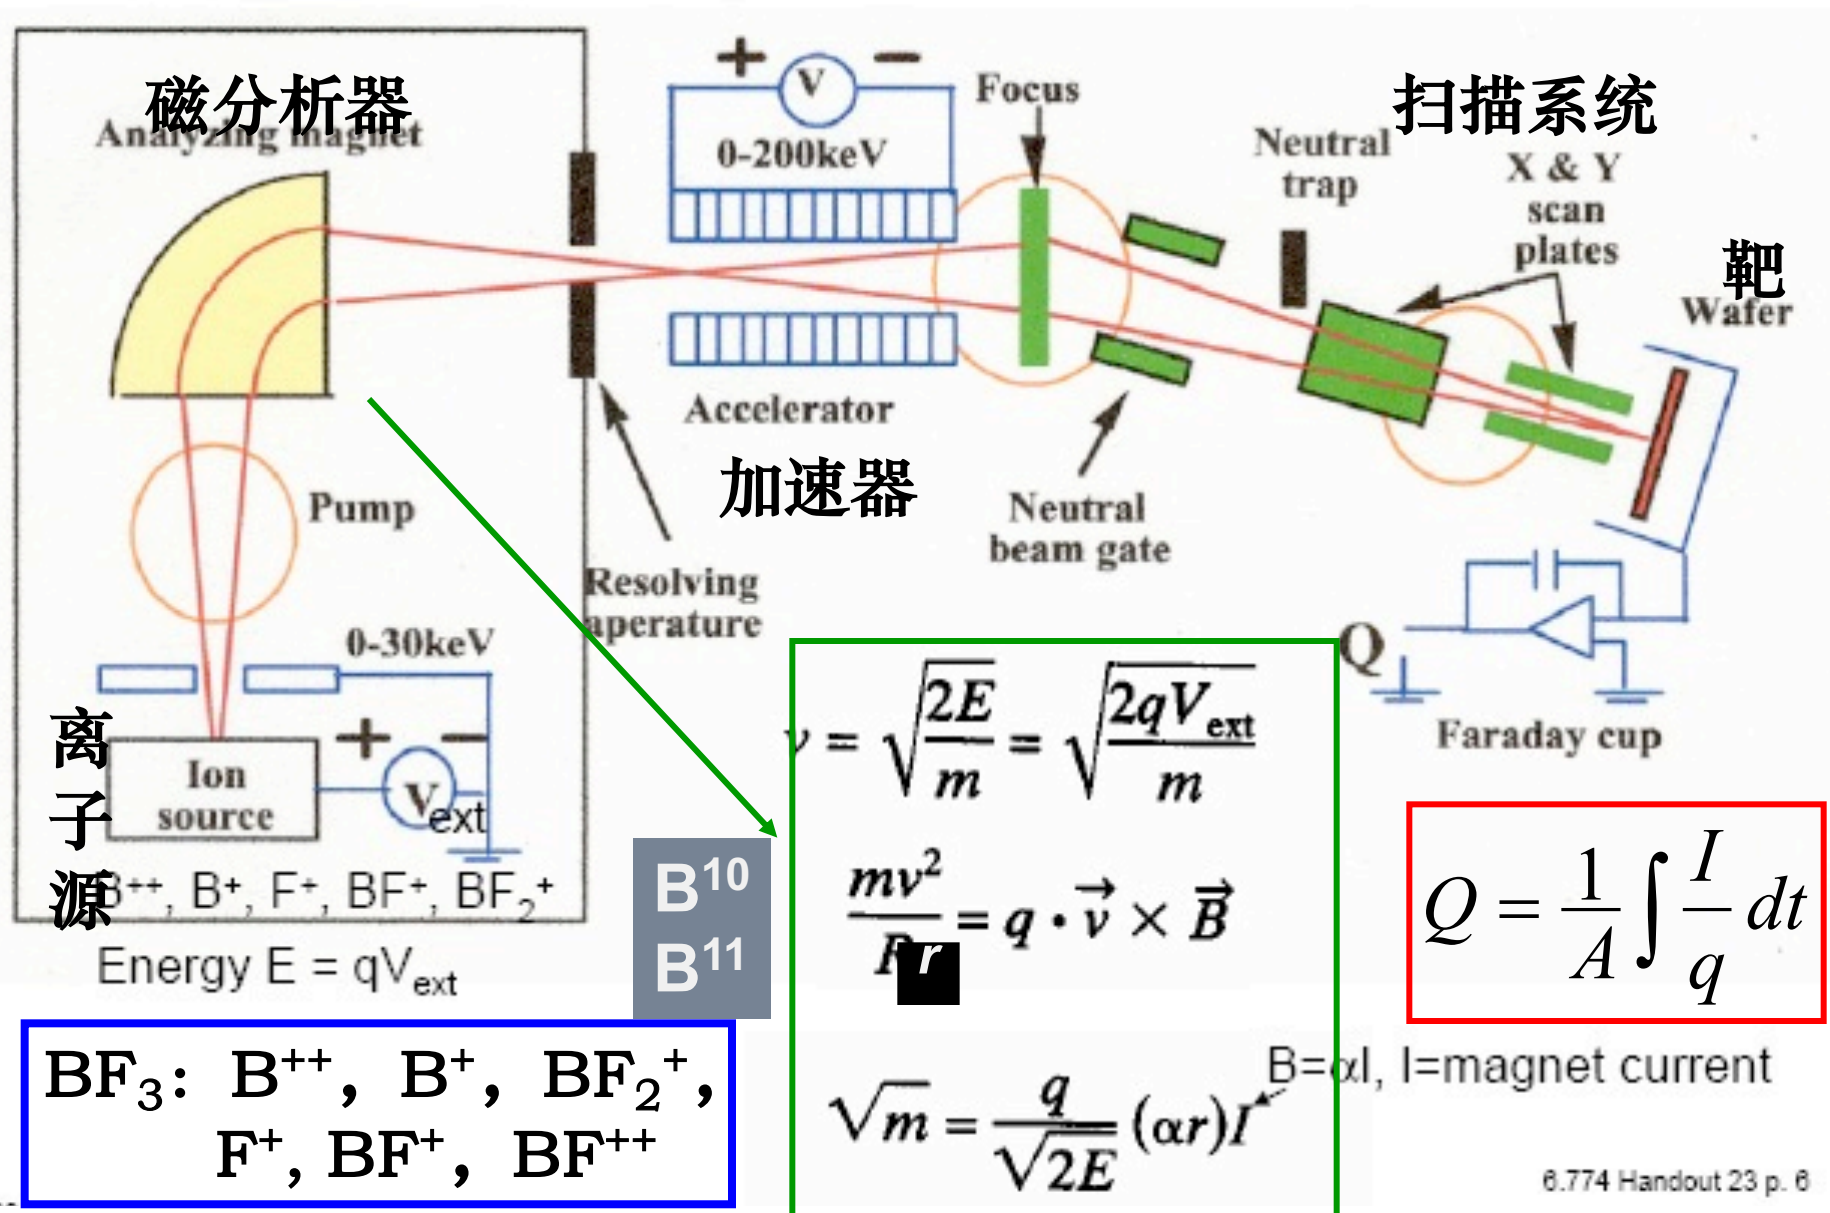 磁分析器
Analyzing magnet
+ V −
0-200keV
Focus
扫描系统
Neutral
trap
X & Y
scan
plates
靶
Wafer
Accelerator
加速器
Pump
Neutral
beam gate
Resolving
aperature
0-30keV
离
子
源
Ion
source
+ −
V ext
B++, B+, F+, BF+, BF2+
Energy E = qVext
B10
B11
BF3: B++, B+, BF2+,
F+, BF+, BF++
v = √(2E/m) = √(2qVext/m)
mv²/R r = q • v⃗ × B⃗
√m = q/√2E (αr)I
Q
Faraday cup
Q = 1/A ∫ I/q dt
B=αI, I=magnet current
6.774 Handout 23 p. 6